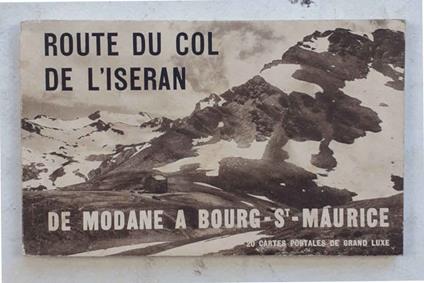 ROUTE DU COL
DE L'ISERAN
DE MODANE A BOURG-ST-MAURICE
20 CARTES POSTALES DE GRAND LUXE